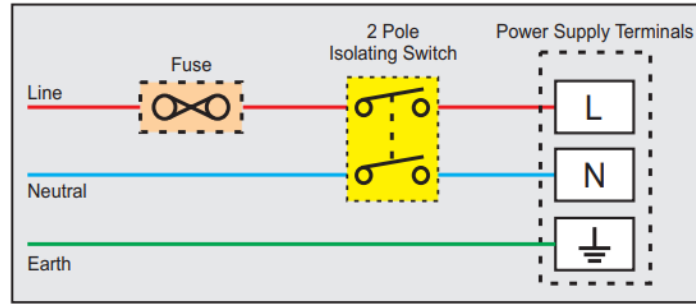 2 Pole
Isolating Switch
Power Supply Terminals
Fuse
Line
L
Neutral
N
Earth